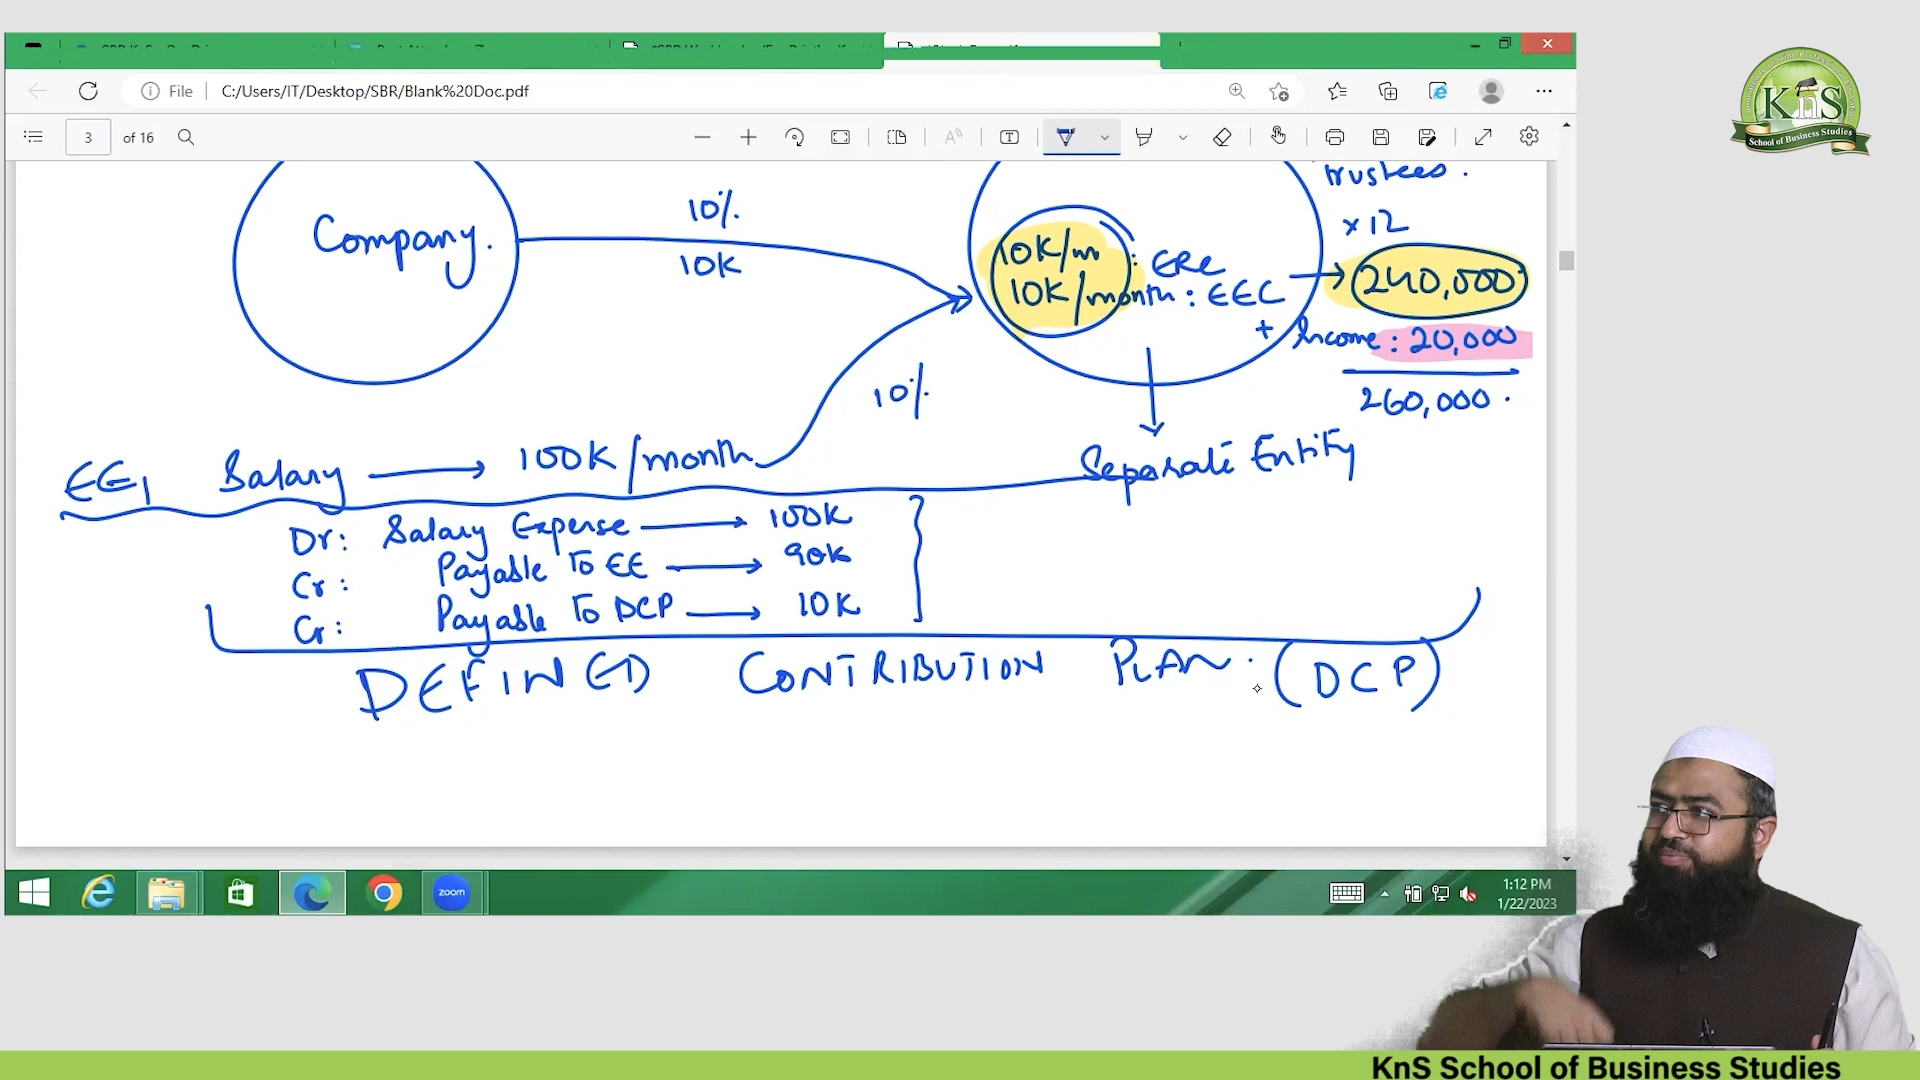 File
C:/Users/IT/Desktop/SBR/Blank%20Doc.pdf
3 of 16
KnS
School of Business Studies
trustees.
Company.
10%
10K
10K/m : ERC
10K/month : EEC
x12
240,000
+ Income : 20,000
260,000.
10%
EE1 Salary → 100K/month
Separate Entity
Dr: Salary Expense → 100K
Cr: Payable To EE → 90K
Cr: Payable To DCP → 10K
DEFINED CONTRIBUTION PLAN: (DCP)
zoom
1:12 PM
1/22/2023
KnS School of Business Studies